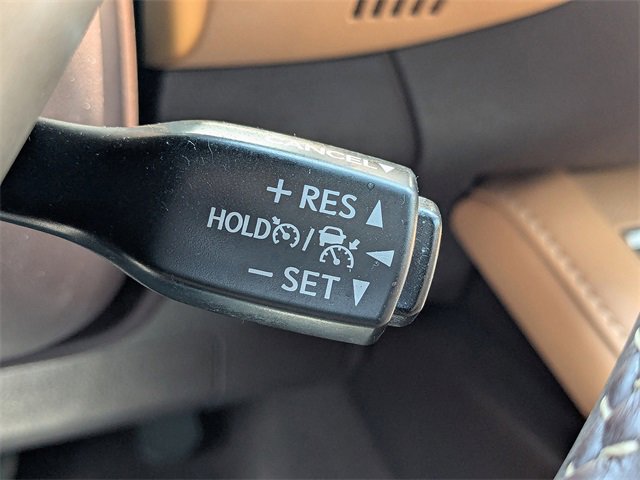 CANCEL
+ RES
HOLD /
− SET